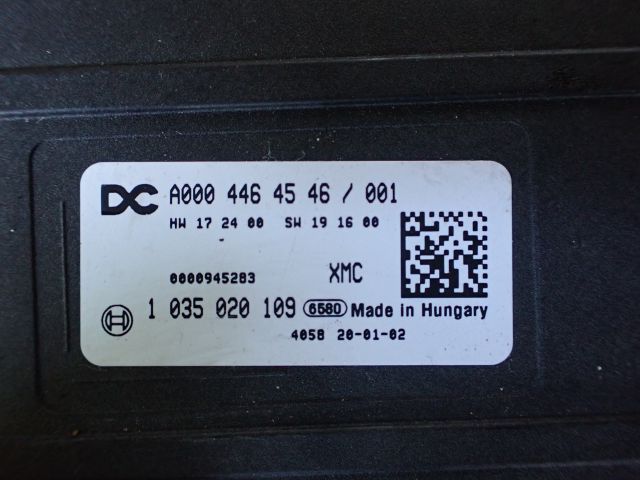 DC A000 446 45 46 / 001
HW 17 24 00 SW 19 16 00
0000945283 XMC
1 035 020 109 6580 Made in Hungary
4058 20-01-02